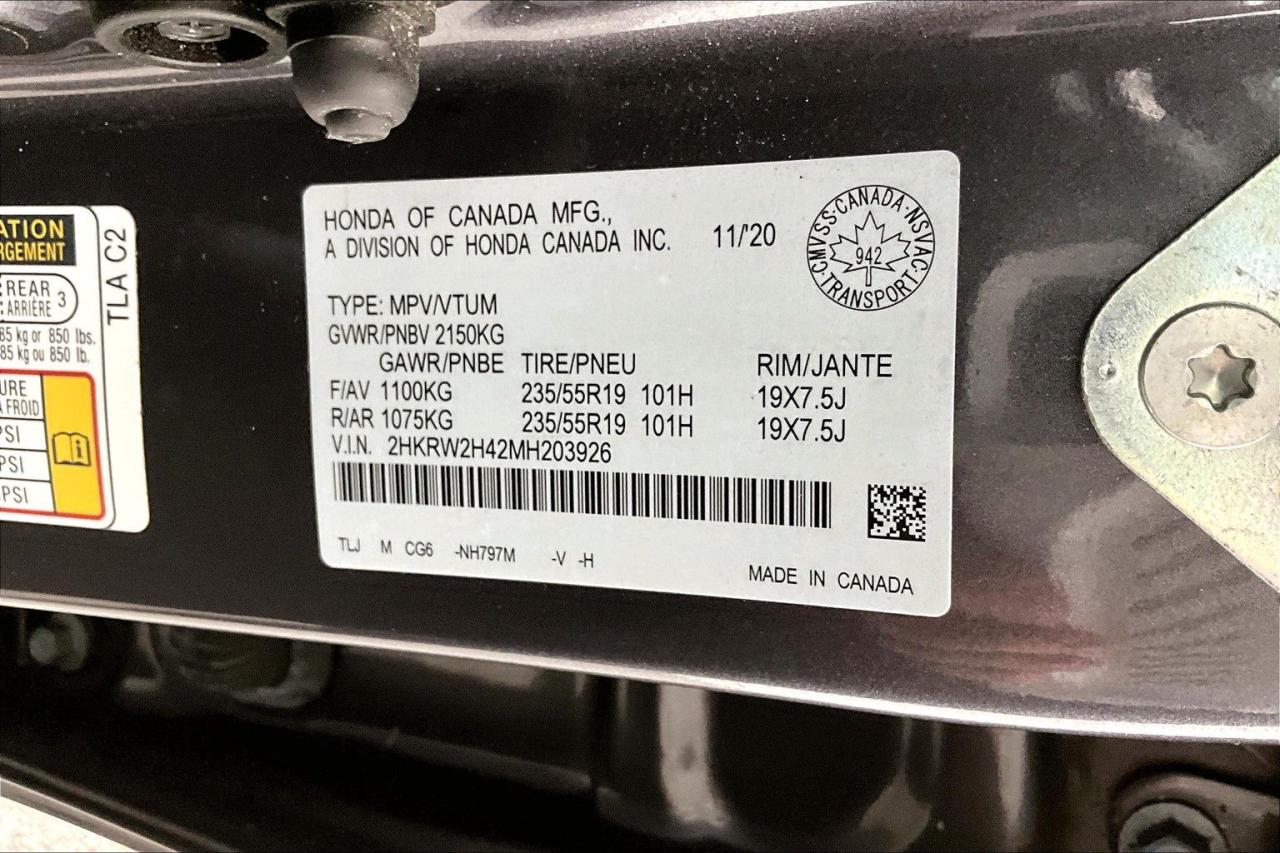 ATION
RGEMENT
REAR
ARRIÈRE 3
85 kg or 850 lbs.
85 kg ou 850 lb.
URE
A FROID
PSI
PSI
PSI
TLA C2
HONDA OF CANADA MFG.,
A DIVISION OF HONDA CANADA INC. 11/'20
CMVSS·CANADA·NSVAC·TRANSPORT·
942
TYPE: MPV/VTUM
GVWR/PNBV 2150KG
GAWR/PNBE TIRE/PNEU RIM/JANTE
F/AV 1100KG 235/55R19 101H 19X7.5J
R/AR 1075KG 235/55R19 101H 19X7.5J
V.I.N. 2HKRW2H42MH203926
TLJ M CG6 -NH797M -V -H
MADE IN CANADA